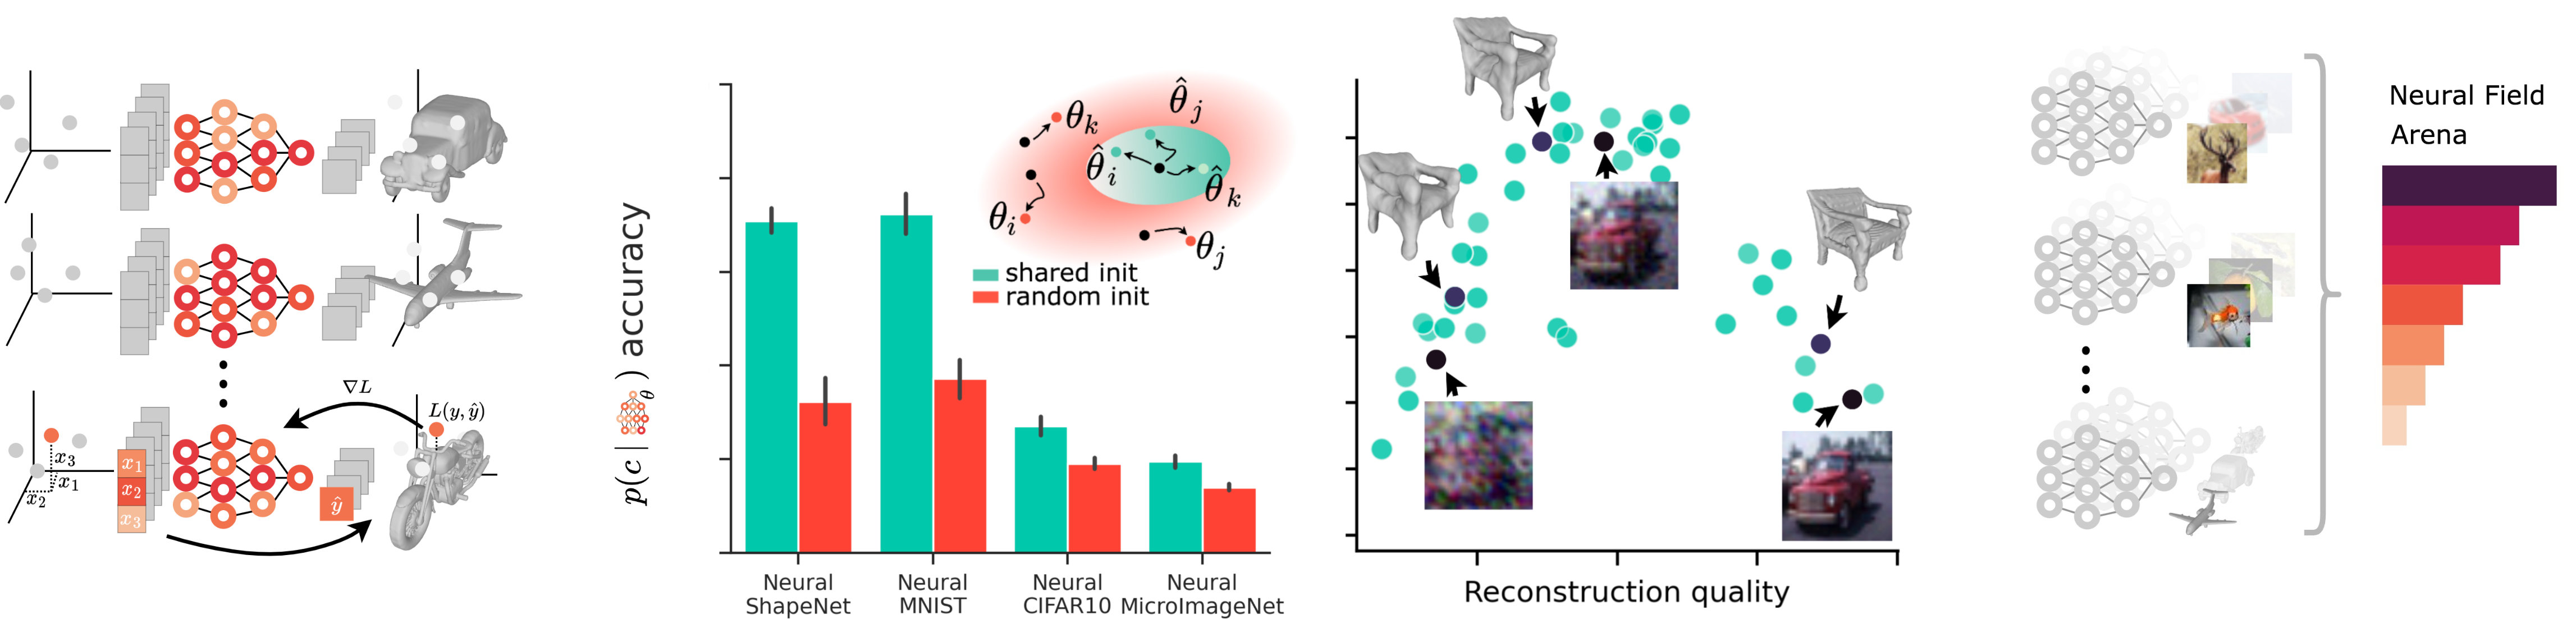 x₃
x₁
x₂
x₁
x₂
x₃
∇L
L(y, ŷ)
ŷ
p(c | θ) accuracy
θₖ
θᵢ
θⱼ
θ̂ⱼ
θ̂ᵢ
θ̂ₖ
shared init
random init
Neural
ShapeNet
Neural
MNIST
Neural
CIFAR10
Neural
MicroImageNet
Reconstruction quality
Neural Field
Arena